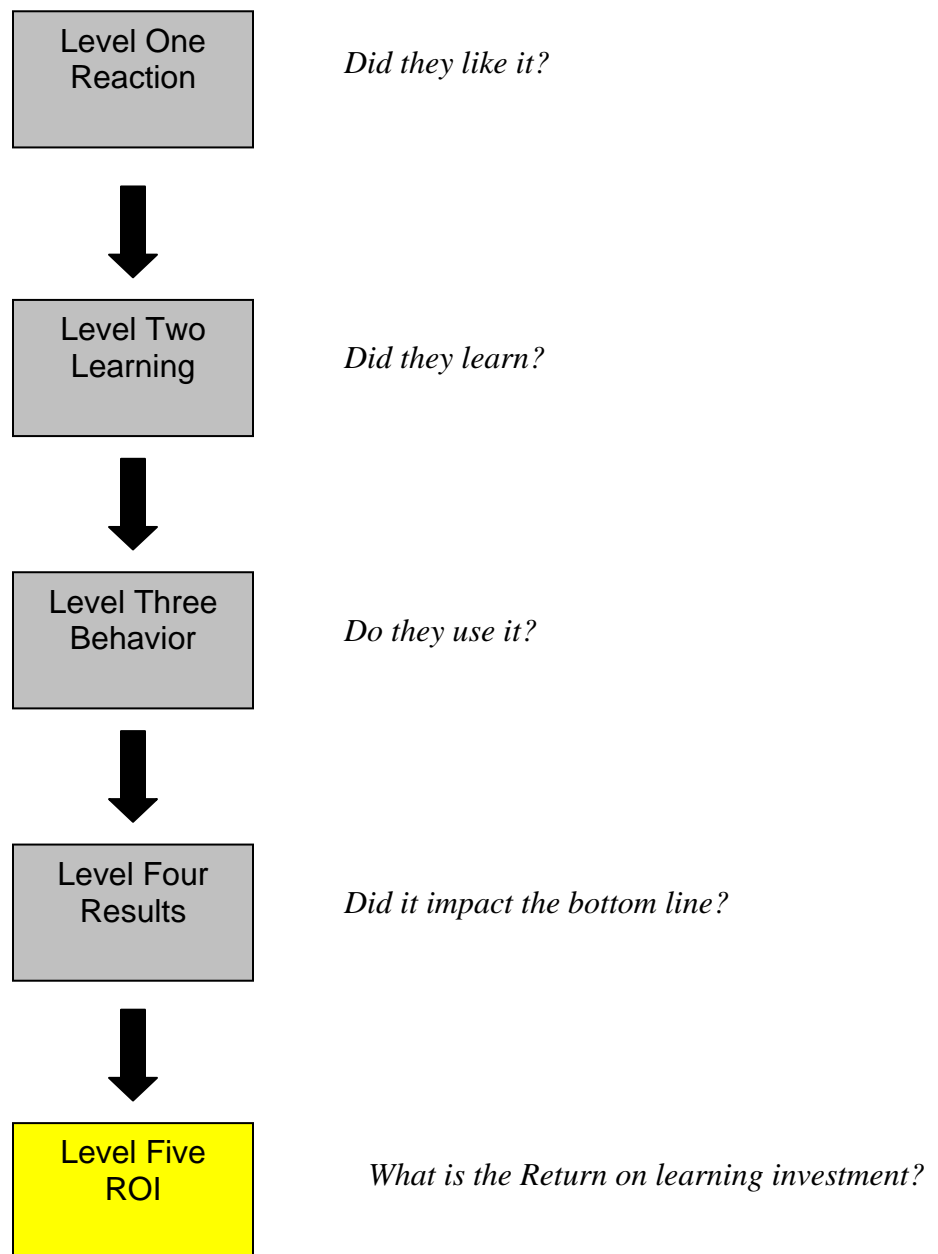 Level One
Reaction
Did they like it?
Level Two
Learning
Did they learn?
Level Three
Behavior
Do they use it?
Level Four
Results
Did it impact the bottom line?
Level Five
ROI
What is the Return on learning investment?